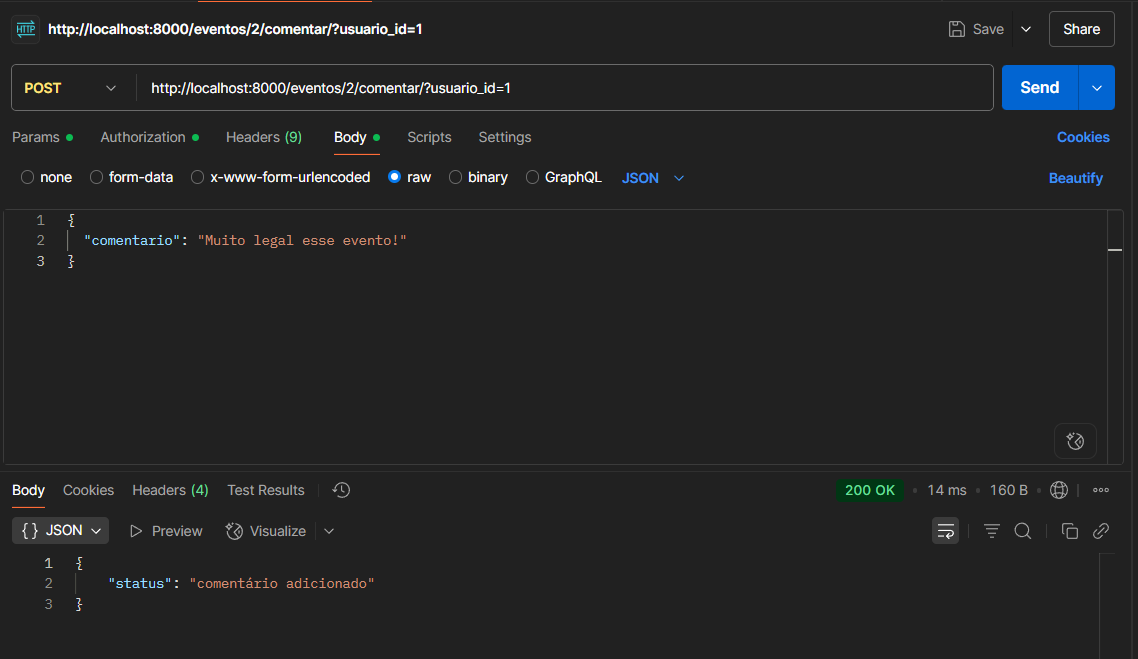 HTTP http://localhost:8000/eventos/2/comentar/?usuario_id=1 Save Share
POST http://localhost:8000/eventos/2/comentar/?usuario_id=1 Send
Params Authorization Headers (9) Body Scripts Settings Cookies
none form-data x-www-form-urlencoded raw binary GraphQL JSON Beautify
1 {
2 "comentario": "Muito legal esse evento!"
3 }
Body Cookies Headers (4) Test Results 200 OK 14 ms 160 B
{} JSON Preview Visualize
1 {
2 "status": "comentário adicionado"
3 }